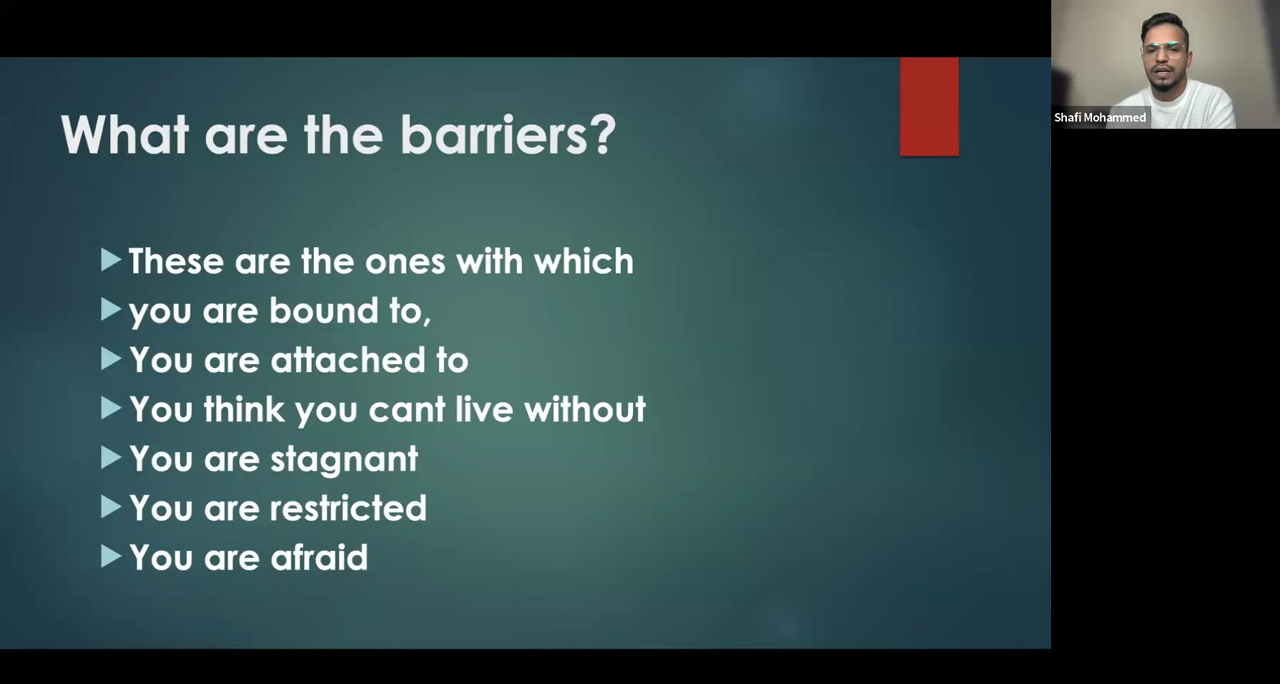 What are the barriers?
These are the ones with which
you are bound to,
You are attached to
You think you cant live without
You are stagnant
You are restricted
You are afraid
Shafi Mohammed